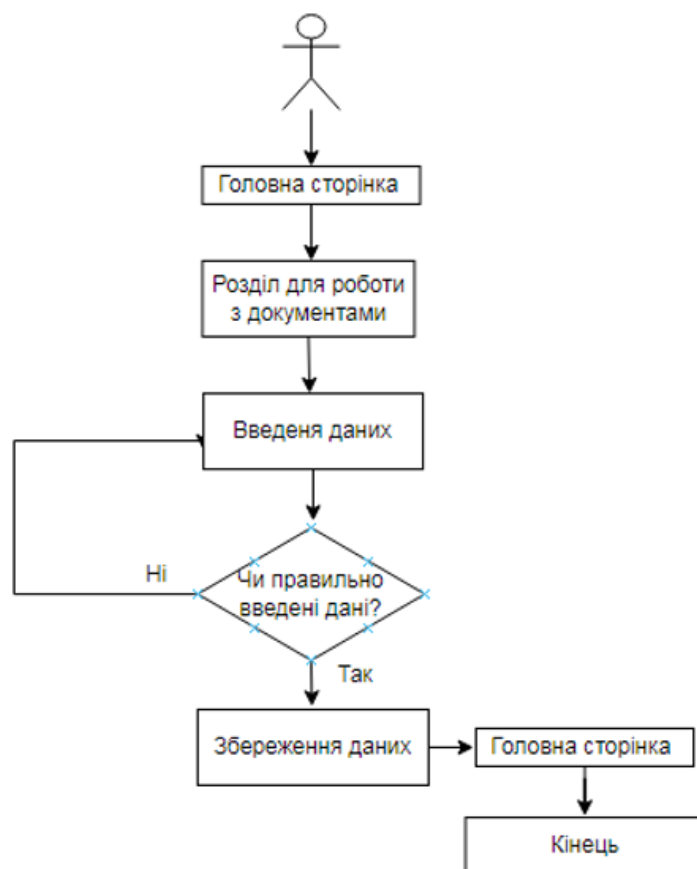 Головна сторінка
Розділ для роботи
з документами
Введеня даних
Ні
Чи правильно
введені дані?
Так
Збереження даних
Головна сторінка
Кінець